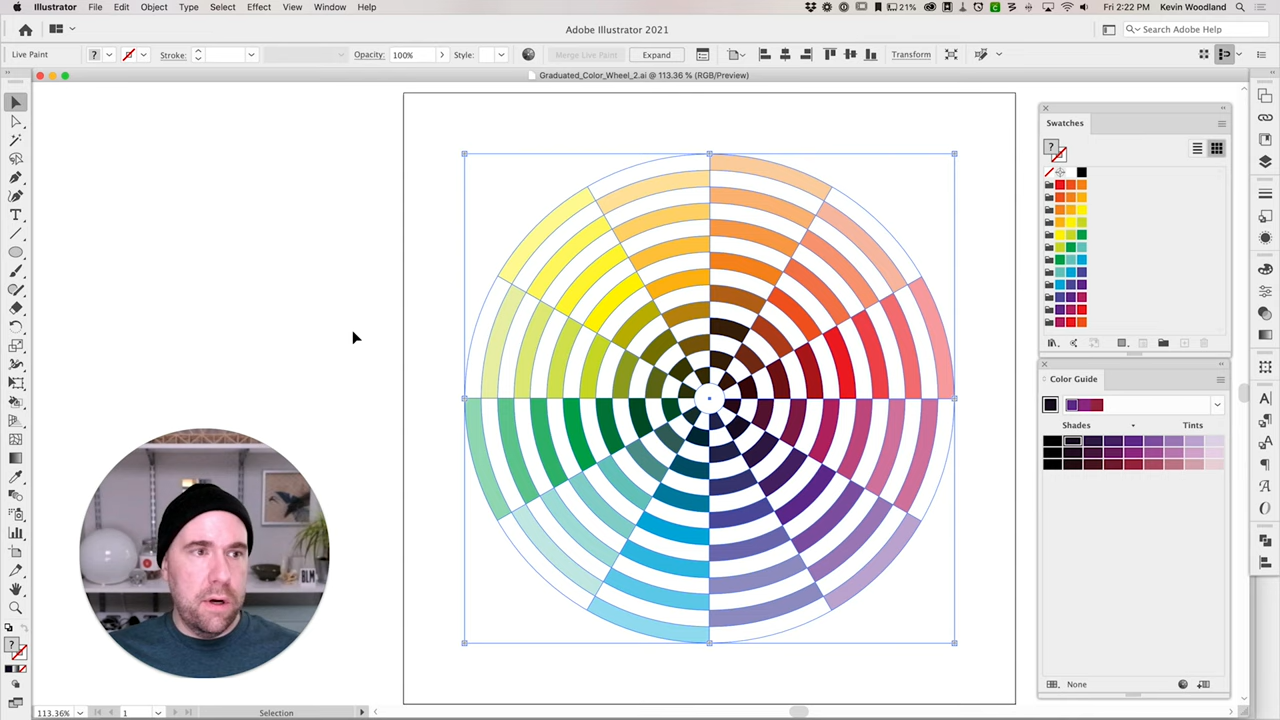 Illustrator File Edit Object Type Select Effect View Window Help
21% Fri 2:22 PM Kevin Woodland
Adobe Illustrator 2021
Search Adobe Help
Live Paint ? Stroke: Opacity: 100% Style: Merge Live Paint Expand Transform
Graduated_Color_Wheel_2.ai @ 113.36 % (RGB/Preview)
Swatches
?
Color Guide
Shades Tints
None
BLM
?
113.36% 1 Selection